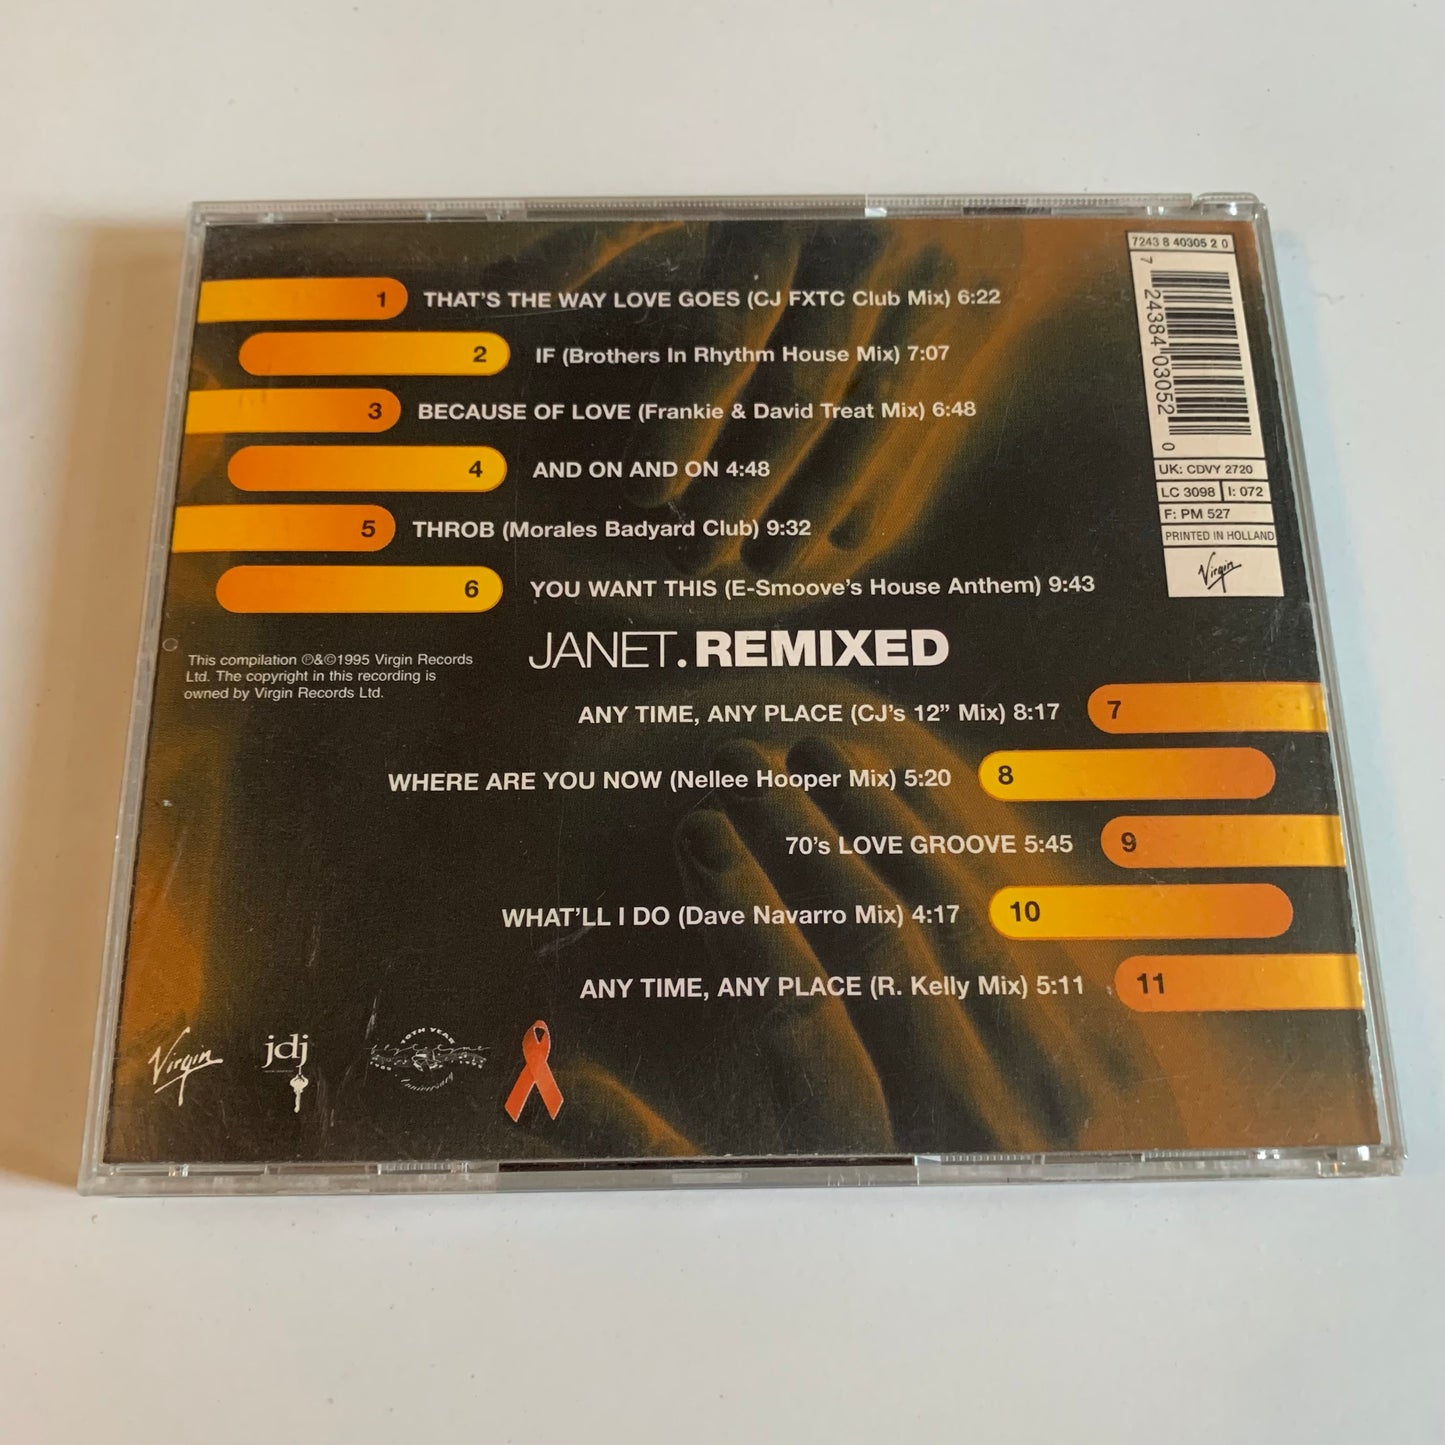 7243 8 40305 2 0
7 24384 03052 0
UK: CDVY 2720
LC 3098 I: 072
F: PM 527
PRINTED IN HOLLAND
Virgin
1 THAT'S THE WAY LOVE GOES (CJ FXTC Club Mix) 6:22
2 IF (Brothers In Rhythm House Mix) 7:07
3 BECAUSE OF LOVE (Frankie & David Treat Mix) 6:48
4 AND ON AND ON 4:48
5 THROB (Morales Badyard Club) 9:32
6 YOU WANT THIS (E-Smoove's House Anthem) 9:43
JANET.REMIXED
This compilation ℗&©1995 Virgin Records
Ltd. The copyright in this recording is
owned by Virgin Records Ltd.
ANY TIME, ANY PLACE (CJ's 12” Mix) 8:17 7
WHERE ARE YOU NOW (Nellee Hooper Mix) 5:20 8
70's LOVE GROOVE 5:45 9
WHAT'LL I DO (Dave Navarro Mix) 4:17 10
ANY TIME, ANY PLACE (R. Kelly Mix) 5:11 11
Virgin
jdj
10TH YEAR
Anniversary